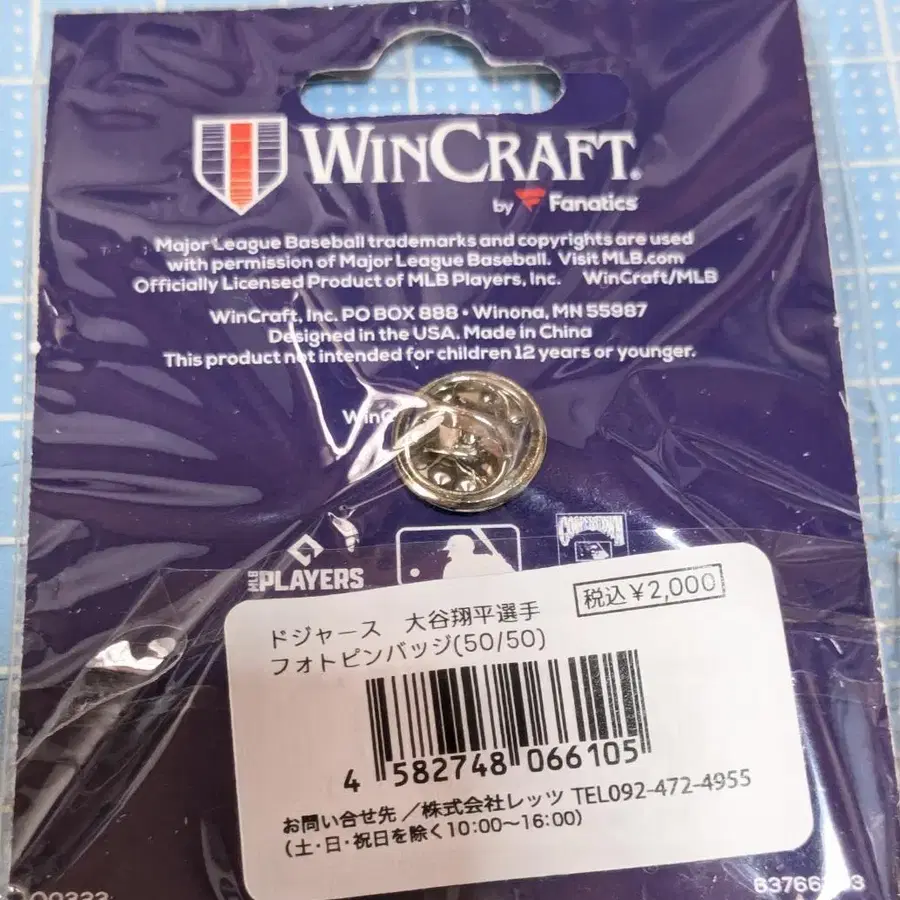 WINCRAFT.
by Fanatics
Major League Baseball trademarks and copyrights are used
with permission of Major League Baseball. Visit MLB.com
Officially Licensed Product of MLB Players, Inc. WinCraft/MLB
WinCraft, Inc. PO BOX 888 • Winona, MN 55987
Designed in the USA. Made in China
This product not intended for children 12 years or younger.
WinC
MLB PLAYERS
ドジャース 大谷翔平選手 税込¥2,000
フォトピンバッジ(50/50)
4 582748 066105
お問い合せ先／株式会社レッツ TEL092-472-4955
(土・日・祝日を除く10:00～16:00)